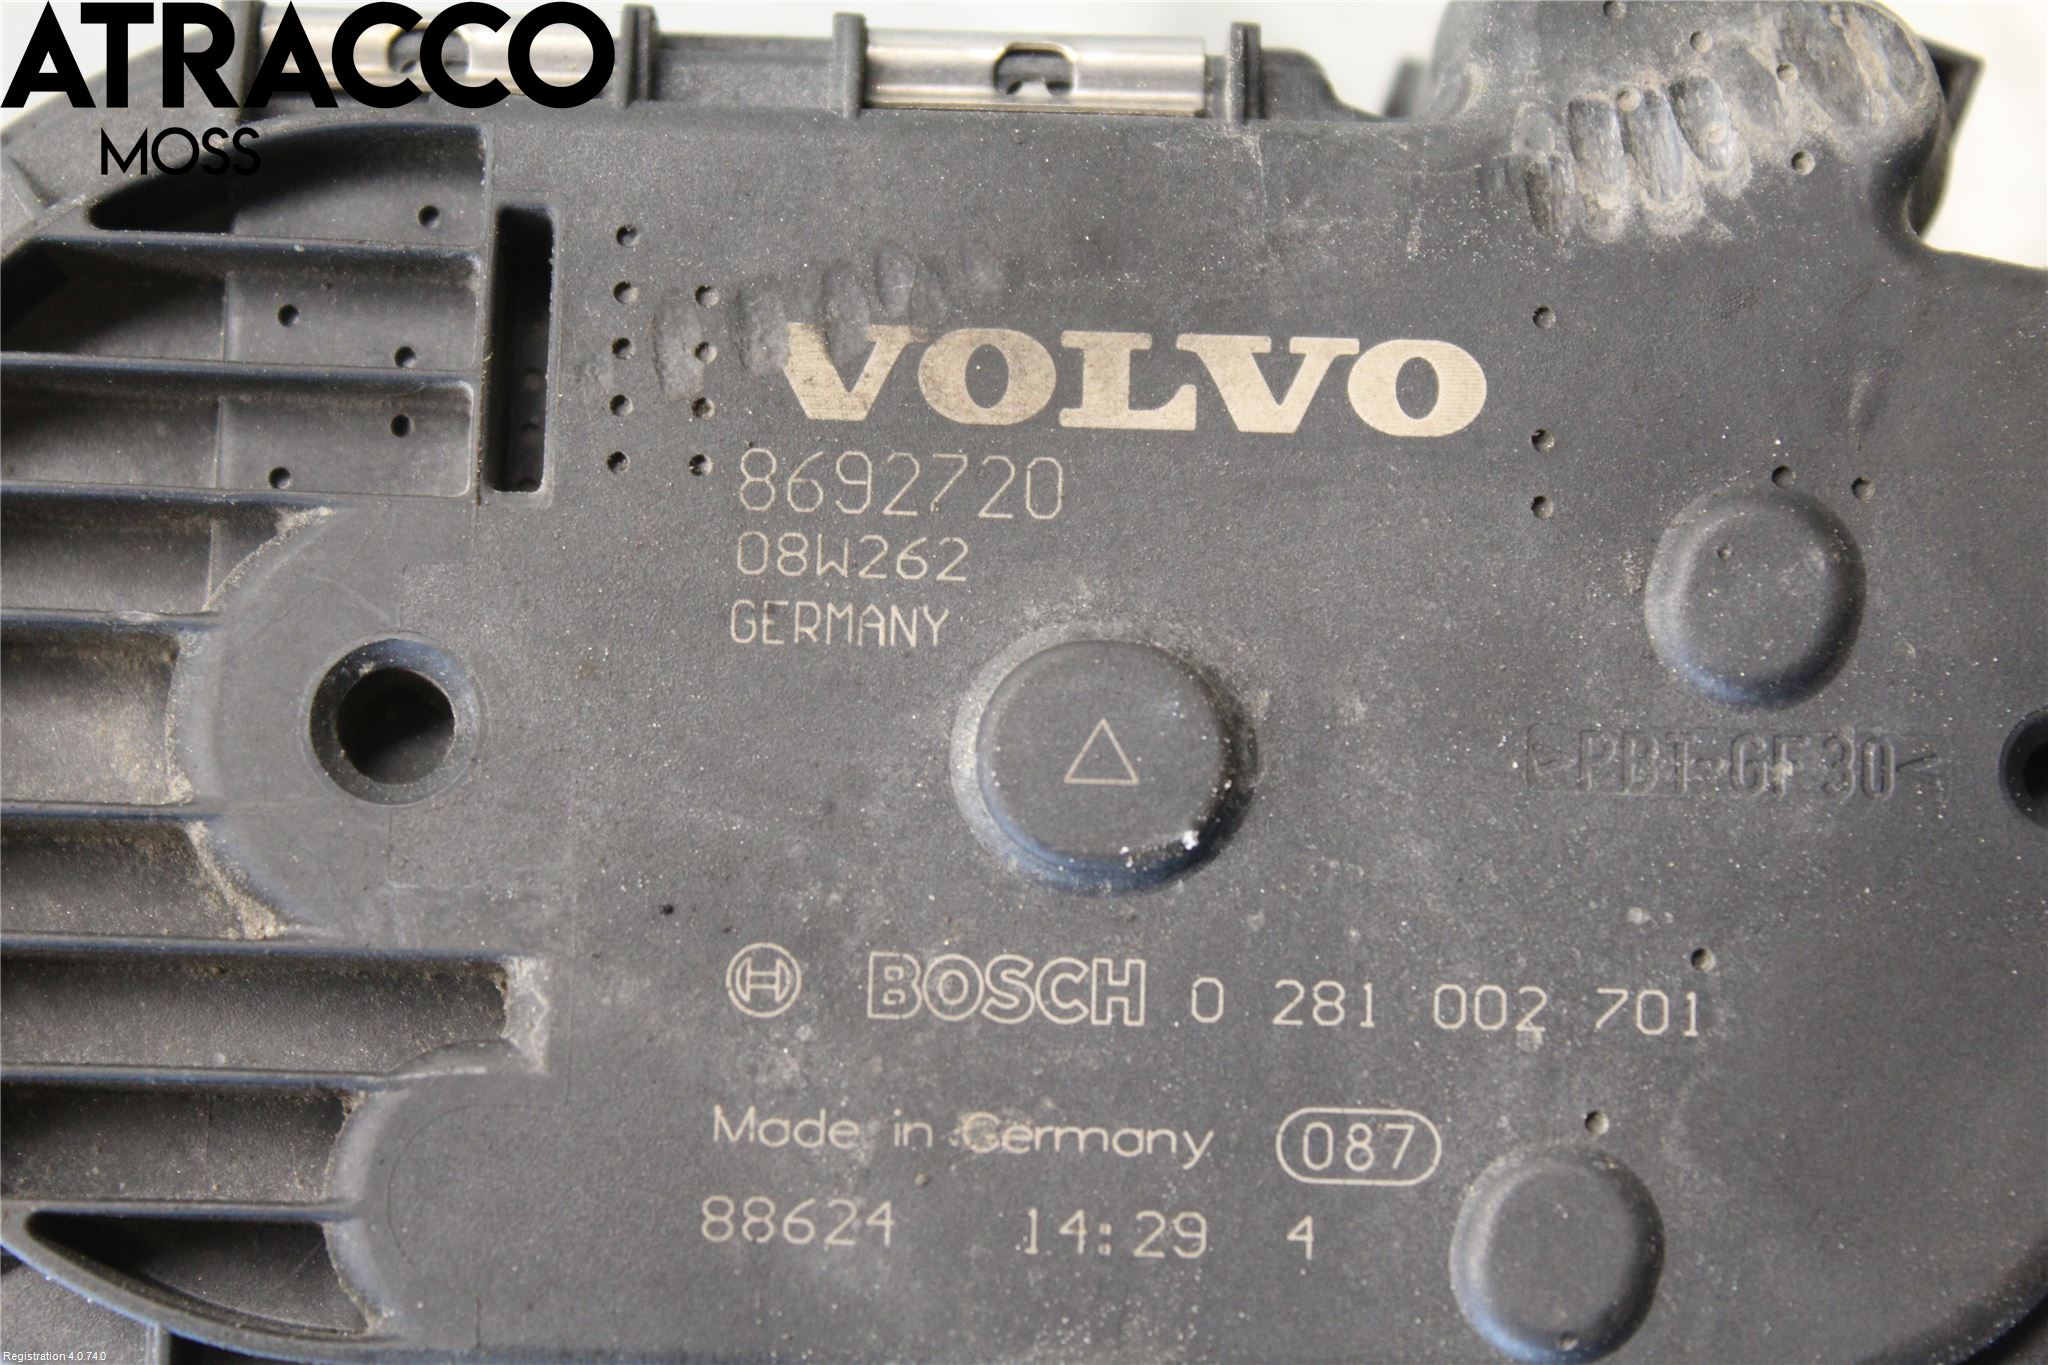 ATRACCO
MOSS
VOLVO
8692720
08W262
GERMANY
>PBT-GF30<
BOSCH 0 281 002 701
Made in Germany 087
88624 14:29 4
Registration 4.0.74.0